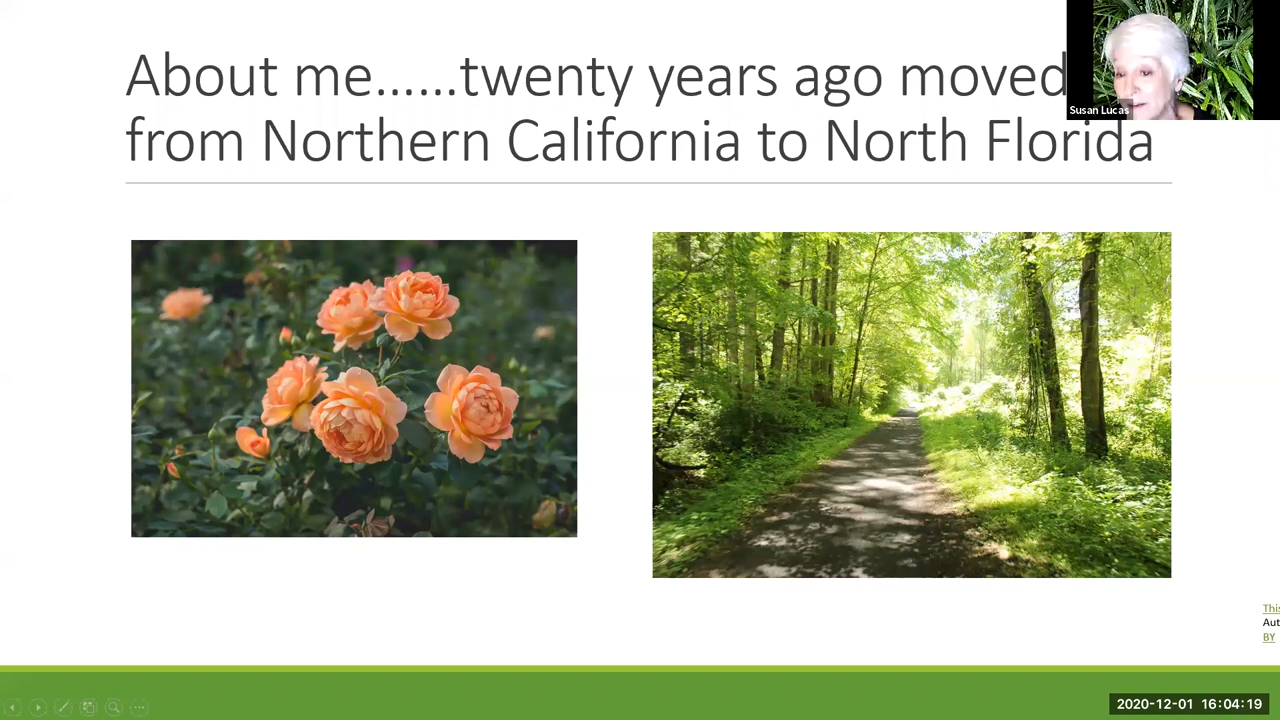 About me......twenty years ago moved
from Northern California to North Florida
Susan Lucas
BY
2020-12-01 16:04:19